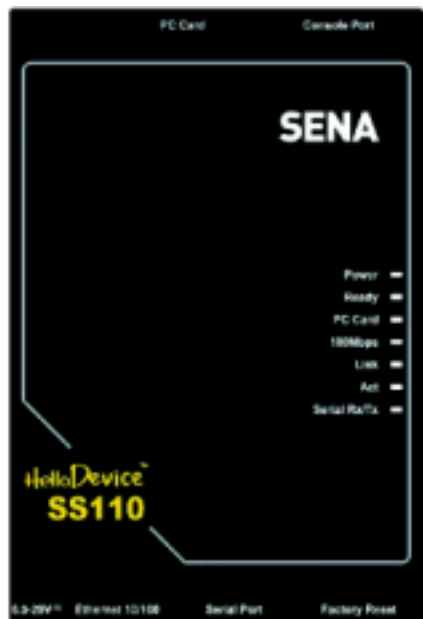 PC Card Console Port
SENA
Power
Ready
PC Card
100Mbps
Link
Act
Serial Rx/Tx
HelloDevice™
SS110
Ethernet 10/100 Serial Port Factory Reset